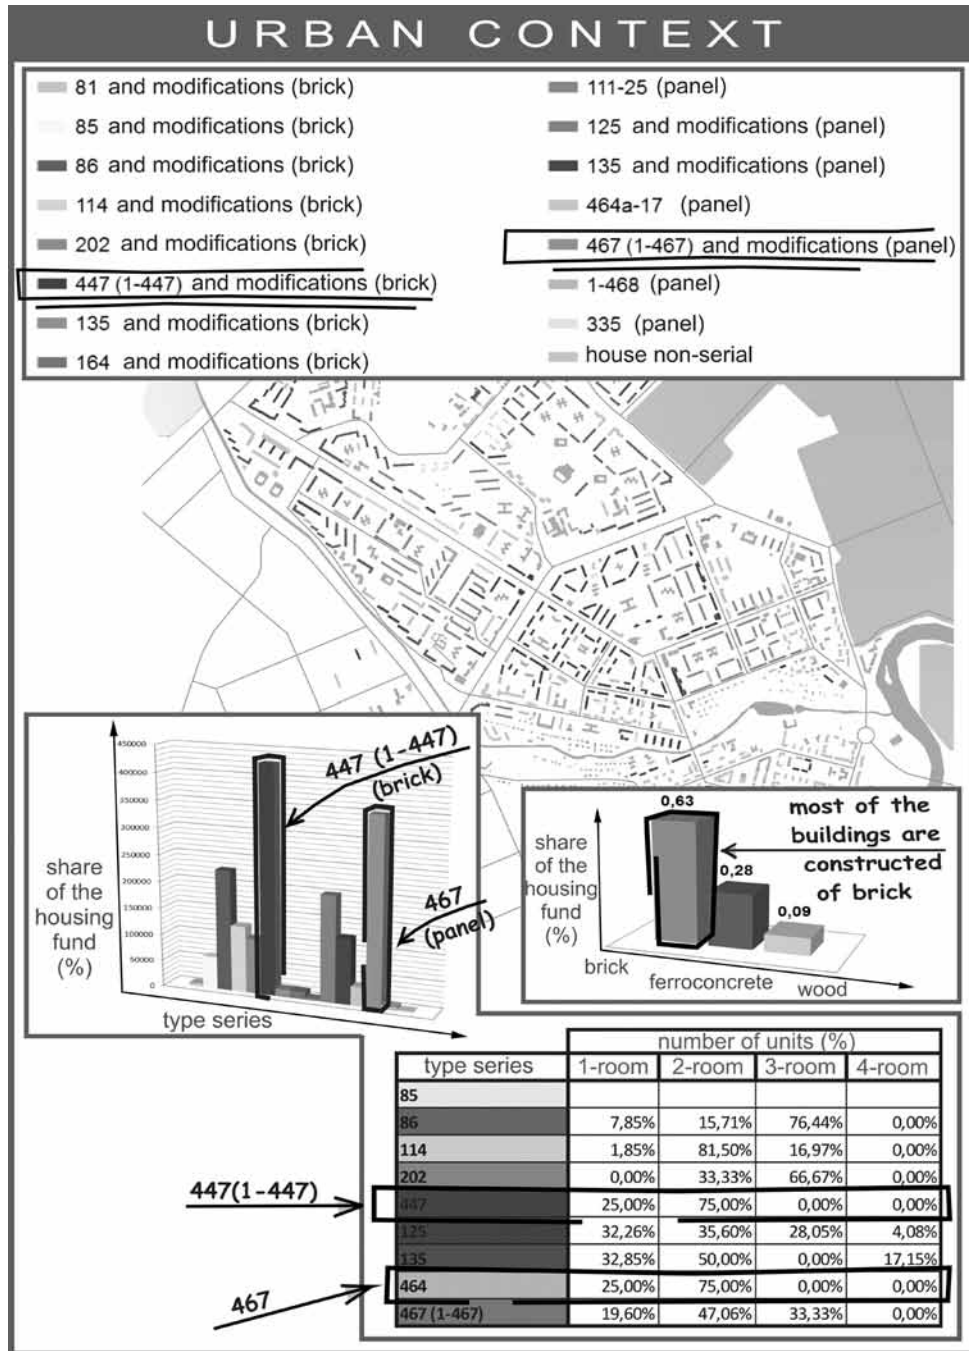 URBAN CONTEXT
81 and modifications (brick)
85 and modifications (brick)
86 and modifications (brick)
114 and modifications (brick)
202 and modifications (brick)
447 (1-447) and modifications (brick)
135 and modifications (brick)
164 and modifications (brick)
111-25 (panel)
125 and modifications (panel)
135 and modifications (panel)
464a-17 (panel)
467 (1-467) and modifications (panel)
1-468 (panel)
335 (panel)
house non-serial
share
of the
housing
fund
(%)
450000
400000
350000
300000
250000
200000
150000
100000
50000
0
447 (1-447)
(brick)
467
(panel)
type series
share
of the
housing
fund
(%)
0,63
0,28
0,09
most of the
buildings are
constructed
of brick
brick
ferroconcrete
wood
number of units (%)
type series 1-room 2-room 3-room 4-room
85
86 7,85% 15,71% 76,44% 0,00%
114 1,85% 81,50% 16,97% 0,00%
202 0,00% 33,33% 66,67% 0,00%
447 25,00% 75,00% 0,00% 0,00%
125 32,26% 35,60% 28,05% 4,08%
135 32,85% 50,00% 0,00% 17,15%
464 25,00% 75,00% 0,00% 0,00%
467 (1-467) 19,60% 47,06% 33,33% 0,00%
447(1-447)
467